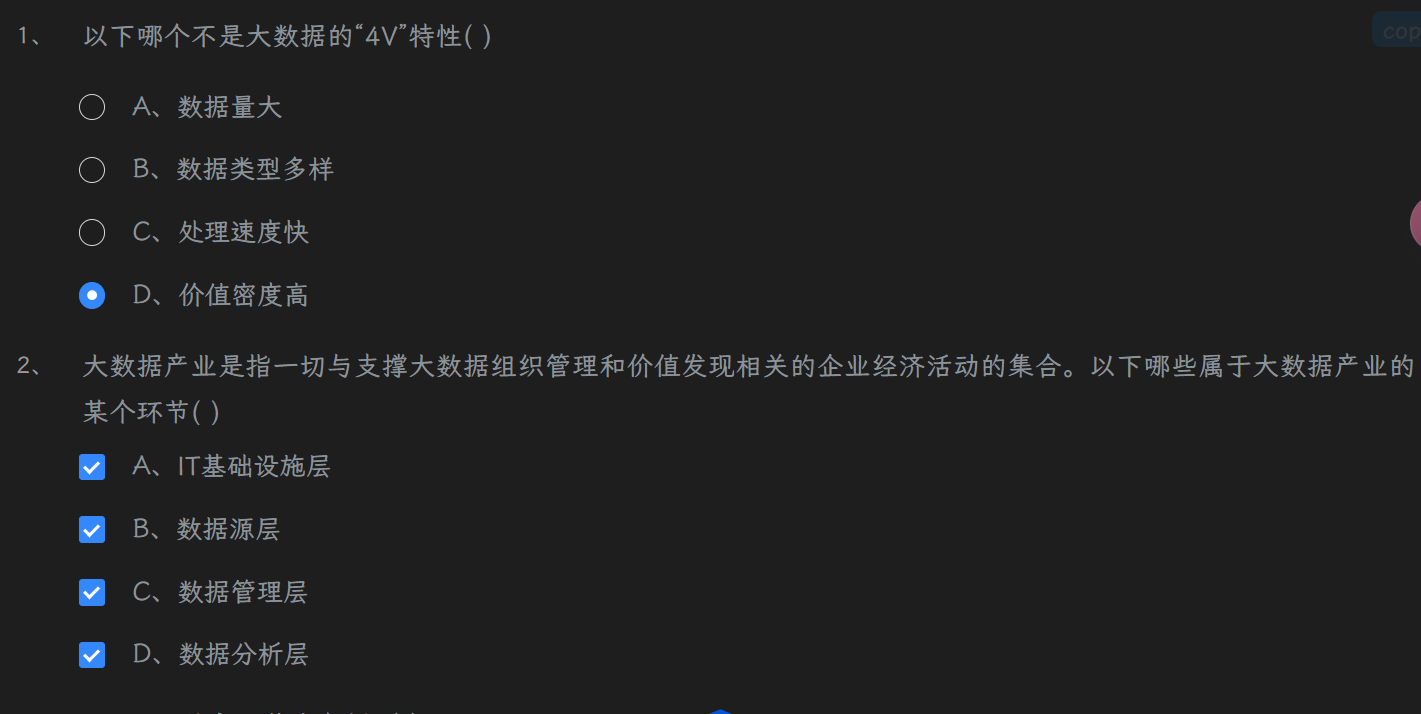 1、 以下哪个不是大数据的“4V”特性( )
cop
A、数据量大
B、数据类型多样
C、处理速度快
D、价值密度高
2、 大数据产业是指一切与支撑大数据组织管理和价值发现相关的企业经济活动的集合。以下哪些属于大数据产业的
某个环节( )
A、IT基础设施层
B、数据源层
C、数据管理层
D、数据分析层